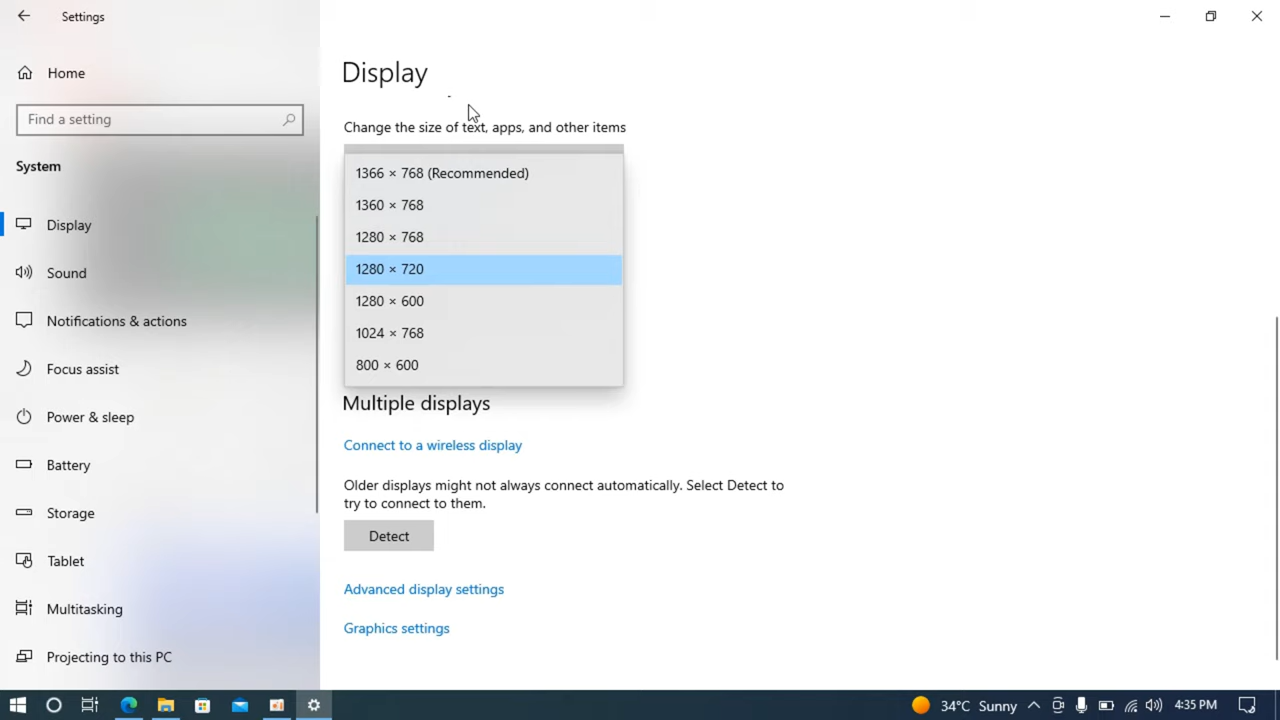 Settings
Home
Find a setting
System
Display
Sound
Notifications & actions
Focus assist
Power & sleep
Battery
Storage
Tablet
Multitasking
Projecting to this PC
Display
Change the size of text, apps, and other items
1366 × 768 (Recommended)
1360 × 768
1280 × 768
1280 × 720
1280 × 600
1024 × 768
800 × 600
Multiple displays
Connect to a wireless display
Older displays might not always connect automatically. Select Detect to
try to connect to them.
Detect
Advanced display settings
Graphics settings
34°C Sunny
4:35 PM